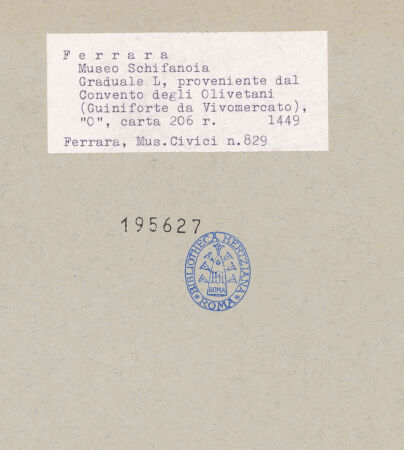 Ferrara
Museo Schifanoia
Graduale L, proveniente dal
Convento degli Olivetani
(Guiniforte da Vivomercato),
"O", carta 206 r. 1449
Ferrara, Mus.Civici n.829
195627
BIBLIOTHECA HERTZIANA
ROMA
ROMA